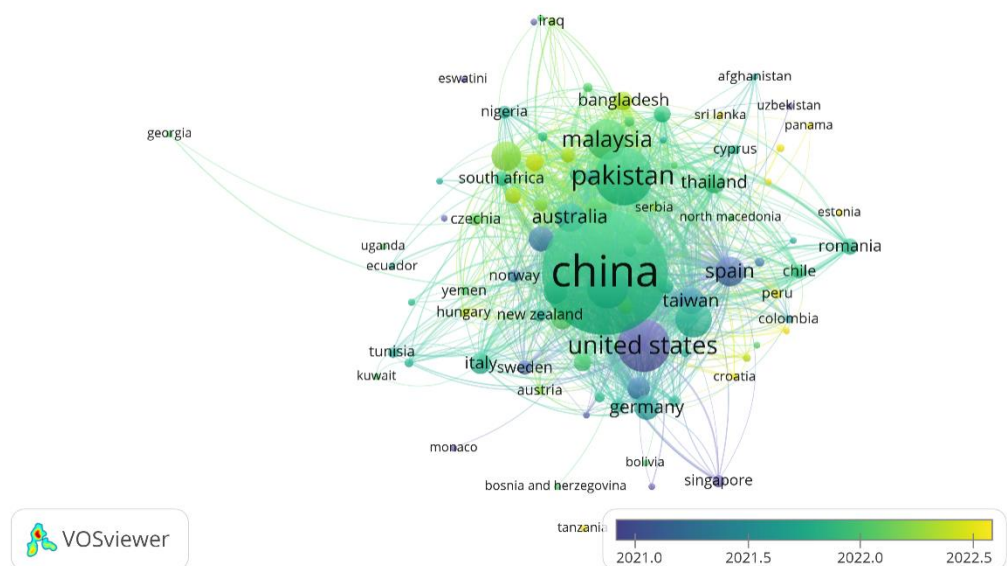 iraq
eswatini
afghanistan
bangladesh
uzbekistan
nigeria
sri lanka
panama
georgia
malaysia
cyprus
pakistan
south africa
thailand
serbia
estonia
czechia
australia
north macedonia
uganda
romania
ecuador
china
norway
spain
chile
yemen
taiwan
peru
hungary
new zealand
colombia
united states
tunisia
italy
sweden
kuwait
croatia
austria
germany
monaco
bolivia
singapore
bosnia and herzegovina
tanzania
VOSviewer
2021.0 2021.5 2022.0 2022.5